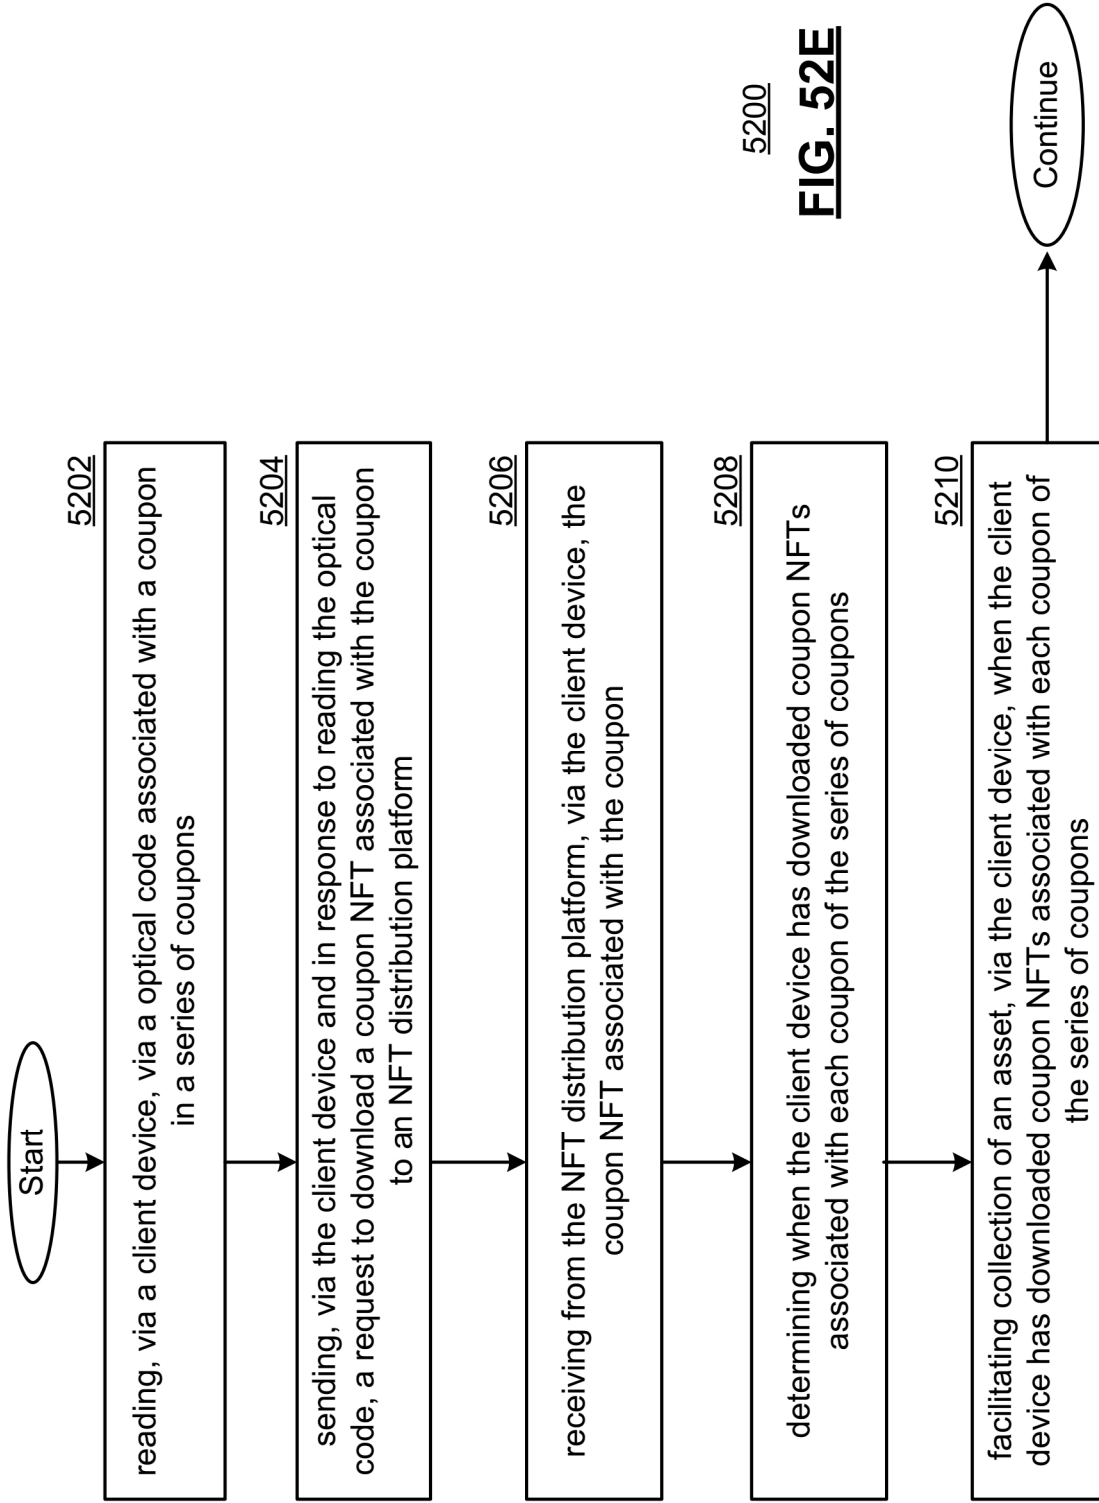 Start
5202
reading, via a client device, via a optical code associated with a coupon
in a series of coupons
5204
sending, via the client device and in response to reading the optical
code, a request to download a coupon NFT associated with the coupon
to an NFT distribution platform
5206
receiving from the NFT distribution platform, via the client device, the
coupon NFT associated with the coupon
5208
determining when the client device has downloaded coupon NFTs
associated with each coupon of the series of coupons
5210
facilitating collection of an asset, via the client device, when the client
device has downloaded coupon NFTs associated with each coupon of
the series of coupons
Continue
5200
FIG. 52E